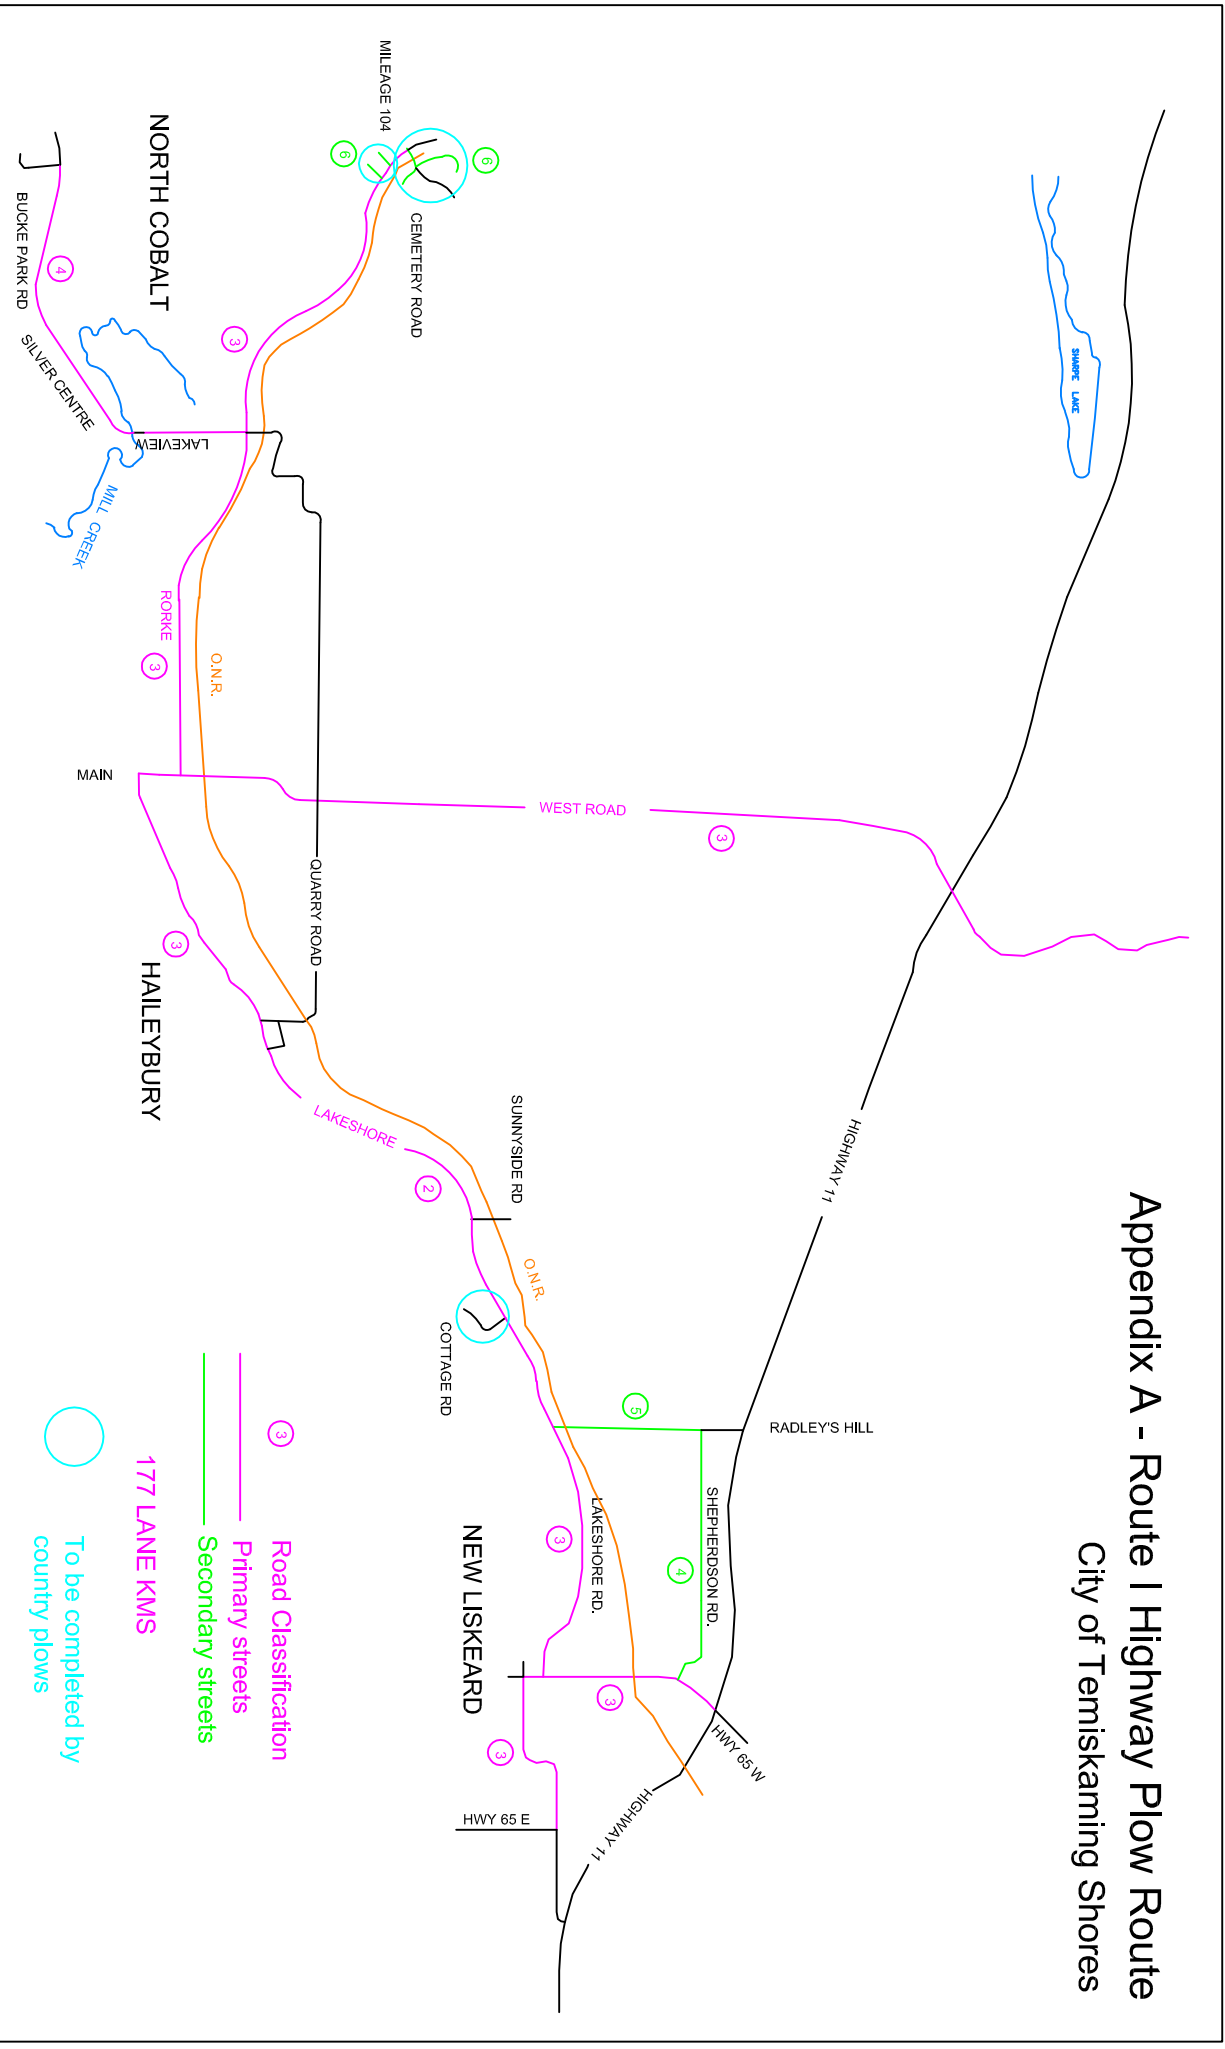 Appendix A - Route I Highway Plow Route
City of Temiskaming Shores
SHARPE LAKE
HIGHWAY 11
RADLEY'S HILL
HWY 65 W
HIGHWAY 11
WEST ROAD
3
SHEPHERDSON RD.
4
5
LAKESHORE RD.
3
3
3
HWY 65 E
NEW LISKEARD
SUNNYSIDE RD
O.N.R.
COTTAGE RD
2
LAKESHORE
6
CEMETERY ROAD
MILEAGE 104
6
QUARRY ROAD
3
O.N.R.
RORKE
3
3
HAILEYBURY
MAIN
NORTH COBALT
LAKEVIEW
MILL CREEK
4
SILVER CENTRE
BUCKE PARK RD
3
Road Classification
Primary streets
Secondary streets
177 LANE KMS
To be completed by
country plows